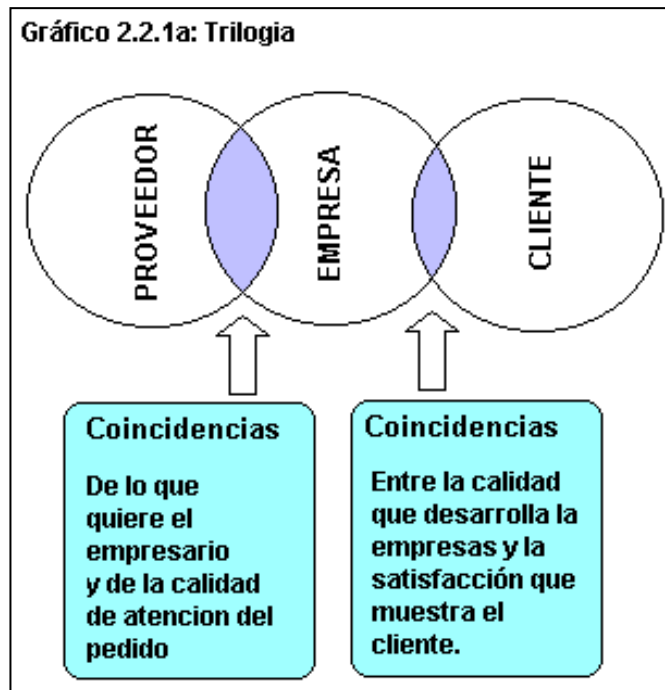 Gráfico 2.2.1a: Trilogia
PROVEEDOR
EMPRESA
CLIENTE
Coincidencias
De lo que
quiere el
empresario
y de la calidad
de atencion del
pedido
Coincidencias
Entre la calidad
que desarrolla la
empresas y la
satisfacción que
muestra el
cliente.